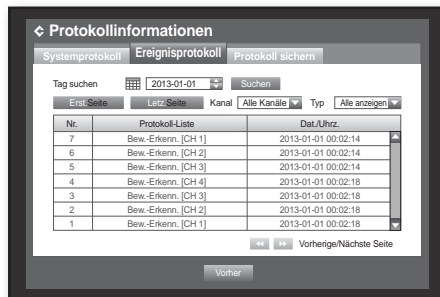 Protokollinformationen
Systemprotokoll Ereignisprotokoll Protokoll sichern
Tag suchen 2013-01-01 Suchen
Erst.Seite Letz.Seite Kanal Alle Kanäle Typ Alle anzeigen
Nr. Protokoll-Liste Dat./Uhrz.
7 Bew.-Erkenn. [CH 1] 2013-01-01 00:02:14
6 Bew.-Erkenn. [CH 2] 2013-01-01 00:02:14
5 Bew.-Erkenn. [CH 3] 2013-01-01 00:02:14
4 Bew.-Erkenn. [CH 4] 2013-01-01 00:02:18
3 Bew.-Erkenn. [CH 3] 2013-01-01 00:02:18
2 Bew.-Erkenn. [CH 2] 2013-01-01 00:02:18
1 Bew.-Erkenn. [CH 1] 2013-01-01 00:02:18
Vorherige/Nächste Seite
Vorher